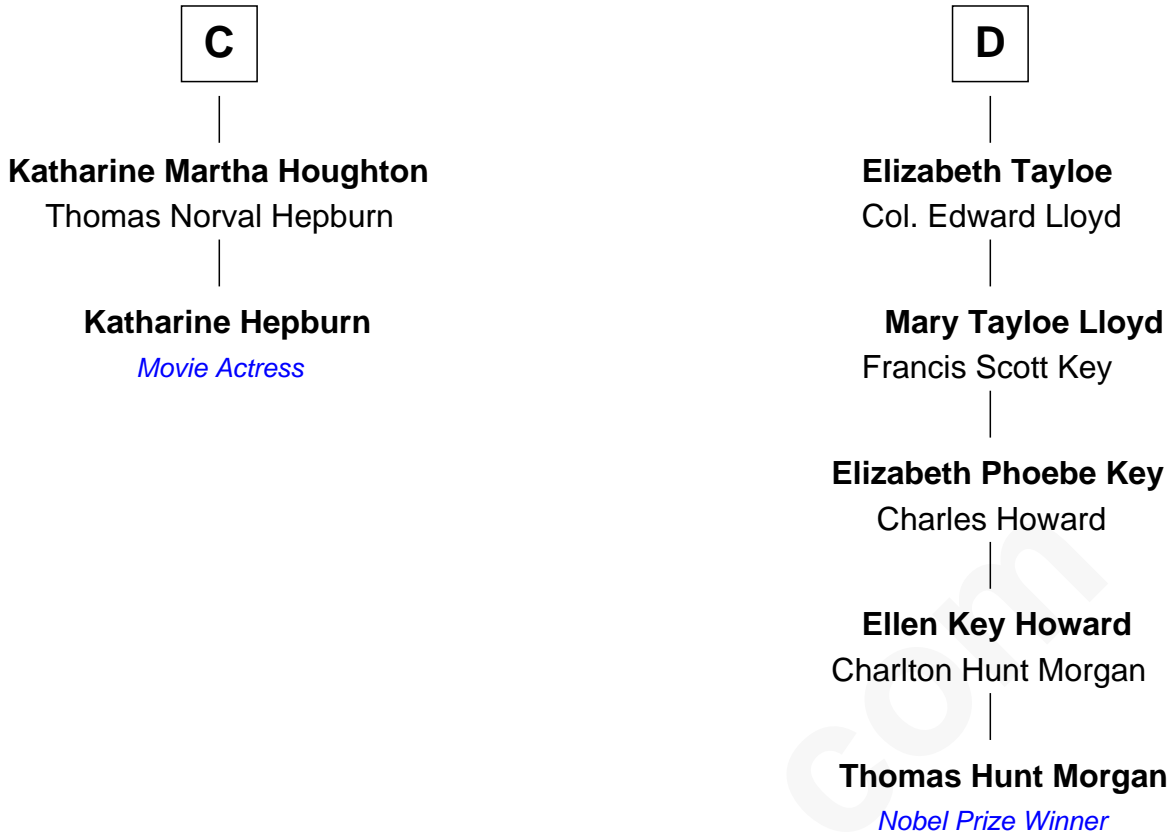 C
Katharine Martha Houghton
Thomas Norval Hepburn
Katharine Hepburn
Movie Actress
D
Elizabeth Tayloe
Col. Edward Lloyd
Mary Tayloe Lloyd
Francis Scott Key
Elizabeth Phoebe Key
Charles Howard
Ellen Key Howard
Charlton Hunt Morgan
Thomas Hunt Morgan
Nobel Prize Winner
com